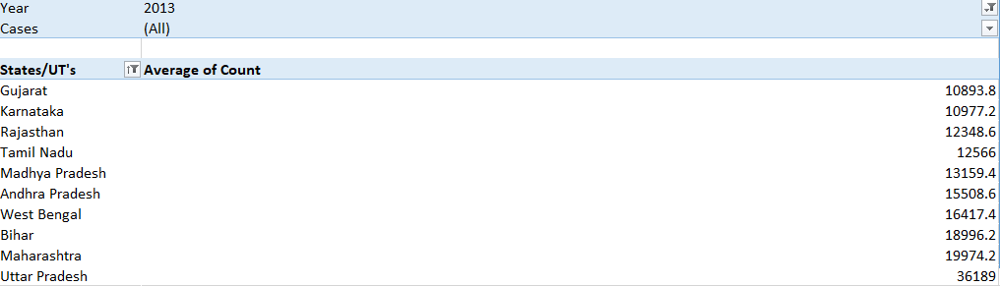 Year 2013
Cases (All)
States/UT's Average of Count
Gujarat 10893.8
Karnataka 10977.2
Rajasthan 12348.6
Tamil Nadu 12566
Madhya Pradesh 13159.4
Andhra Pradesh 15508.6
West Bengal 16417.4
Bihar 18996.2
Maharashtra 19974.2
Uttar Pradesh 36189